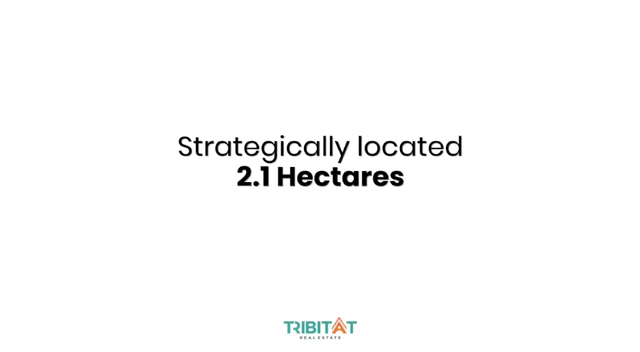 Strategically located
2.1 Hectares
TRIBITAT
REAL ESTATE